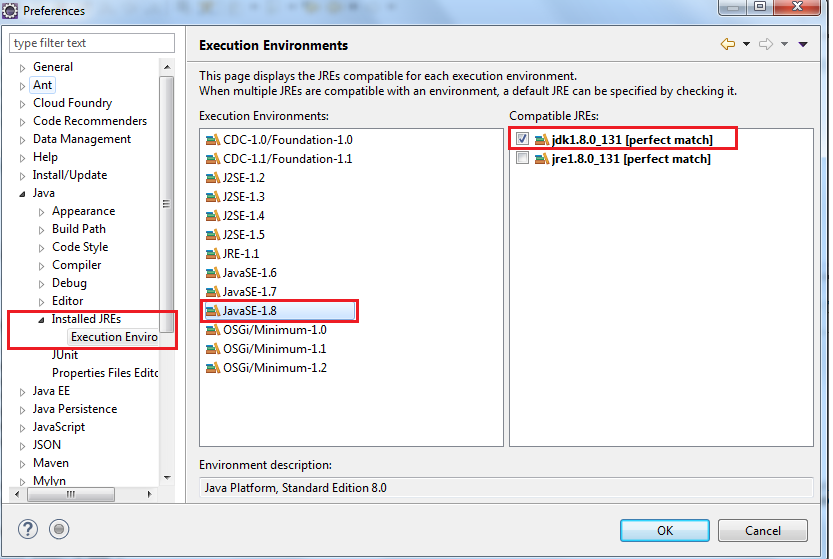 Preferences
type filter text
General
Ant
Cloud Foundry
Code Recommenders
Data Management
Help
Install/Update
Java
Appearance
Build Path
Code Style
Compiler
Debug
Editor
Installed JREs
Execution Enviro
JUnit
Properties Files Edito
Java EE
Java Persistence
JavaScript
JSON
Maven
Mylyn
Execution Environments
This page displays the JREs compatible for each execution environment.
When multiple JREs are compatible with an environment, a default JRE can be specified by checking it.
Execution Environments:
CDC-1.0/Foundation-1.0
CDC-1.1/Foundation-1.1
J2SE-1.2
J2SE-1.3
J2SE-1.4
J2SE-1.5
JRE-1.1
JavaSE-1.6
JavaSE-1.7
JavaSE-1.8
OSGi/Minimum-1.0
OSGi/Minimum-1.1
OSGi/Minimum-1.2
Compatible JREs:
jdk1.8.0_131 [perfect match]
jre1.8.0_131 [perfect match]
Environment description:
Java Platform, Standard Edition 8.0
?
OK
Cancel